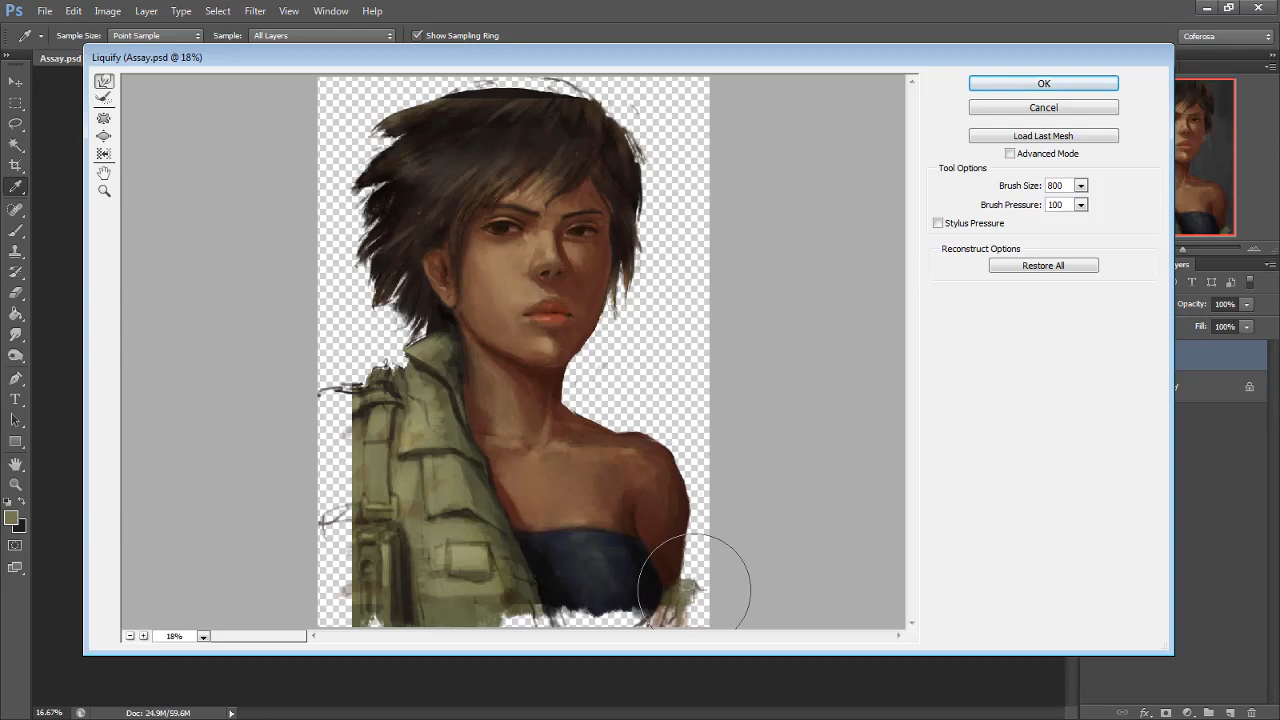 Ps File Edit Image Layer Type Select Filter View Window Help
Sample Size: Point Sample Sample: All Layers Show Sampling Ring Coferosa
Assay.psd
Liquify (Assay.psd @ 18%)
OK
Cancel
Load Last Mesh
Advanced Mode
Tool Options
Brush Size: 800
Brush Pressure: 100
Stylus Pressure
Reconstruct Options
Restore All
yers
Opacity: 100%
Fill: 100%
18%
16.67% Doc: 24.9M/59.6M